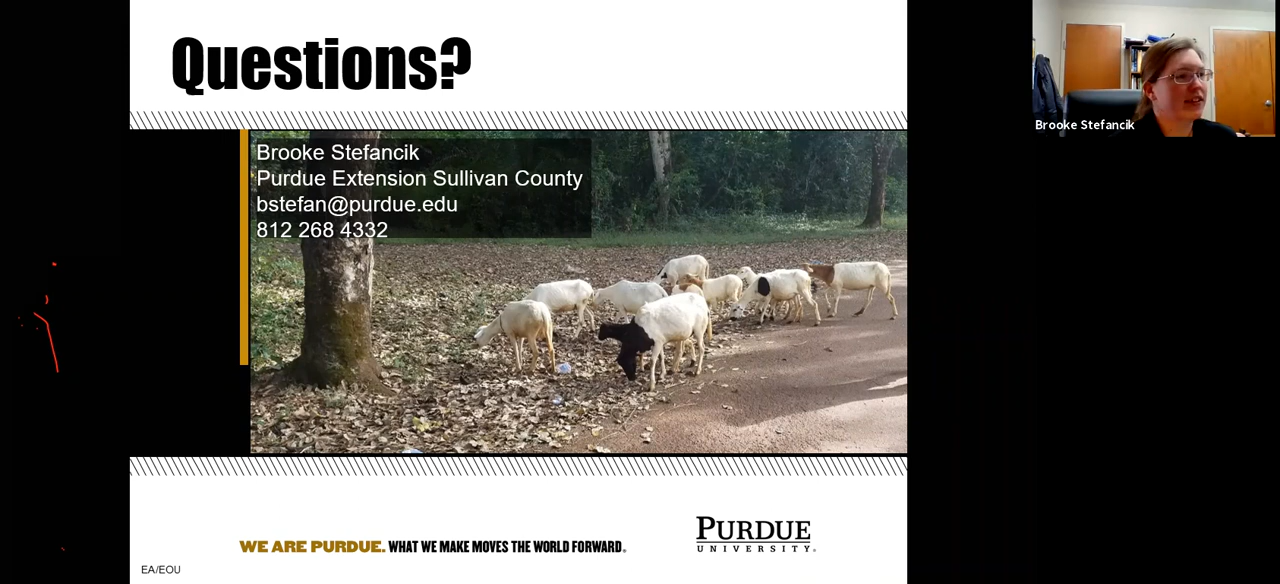 Questions?
Brooke Stefancik
Purdue Extension Sullivan County
bstefan@purdue.edu
812 268 4332
Brooke Stefancik
WE ARE PURDUE. WHAT WE MAKE MOVES THE WORLD FORWARD.
PURDUE
UNIVERSITY
EA/EOU